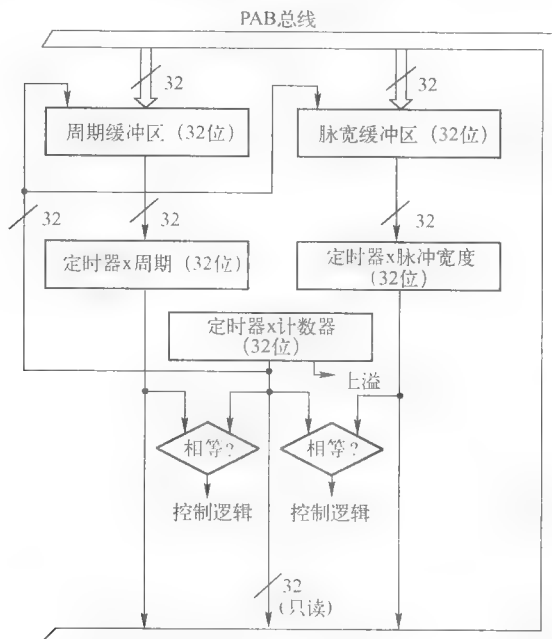 PAB总线
32
32
周期缓冲区（32位）
脉宽缓冲区（32位）
32
32
32
定时器x周期（32位）
定时器x脉冲宽度
（32位）
定时器x计数器
（32位）
上溢
相等？
相等？
控制逻辑
控制逻辑
32
（只读）